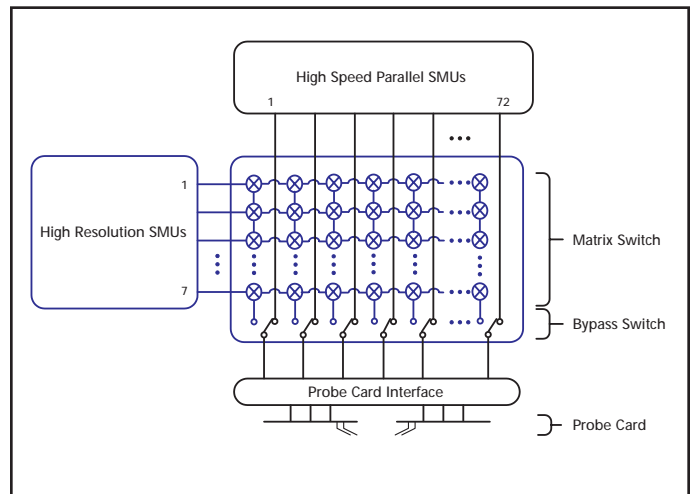 High Speed Parallel SMUs
1 72
1
High Resolution SMUs
7
Matrix Switch
Bypass Switch
Probe Card Interface
Probe Card